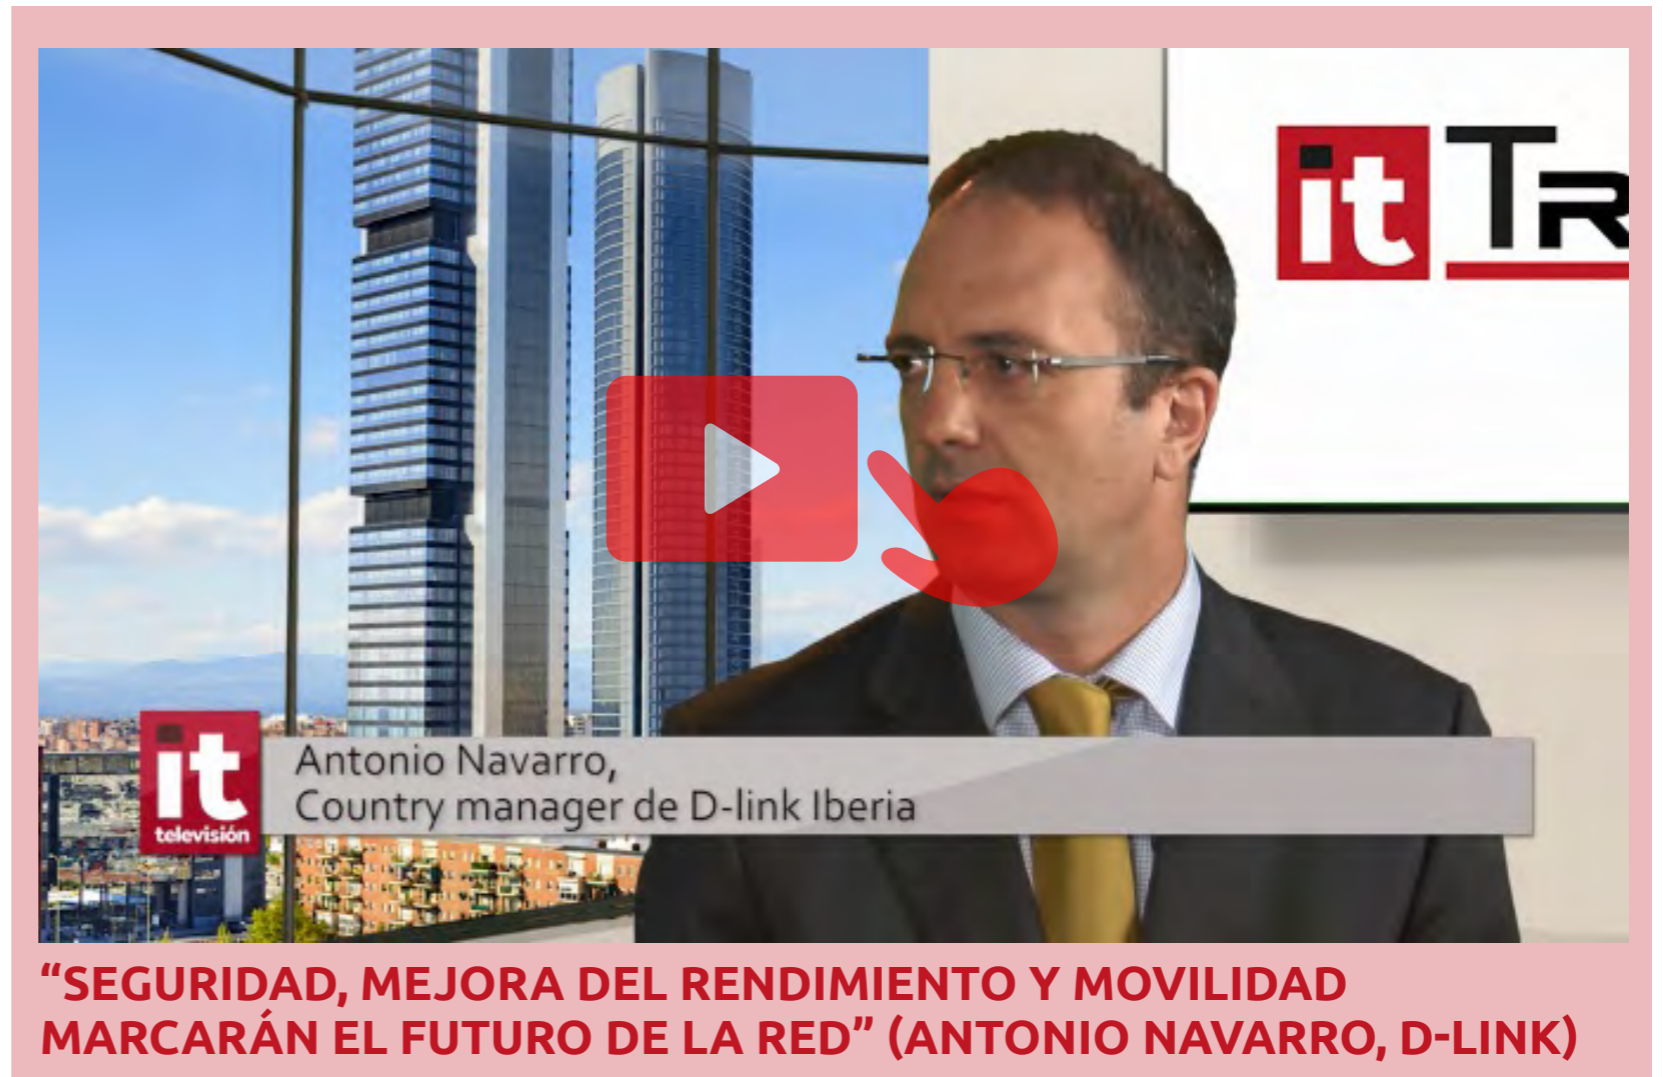 it TR
Antonio Navarro,
Country manager de D-link Iberia
it
televisión
“SEGURIDAD, MEJORA DEL RENDIMIENTO Y MOVILIDAD
MARCARÁN EL FUTURO DE LA RED” (ANTONIO NAVARRO, D-LINK)